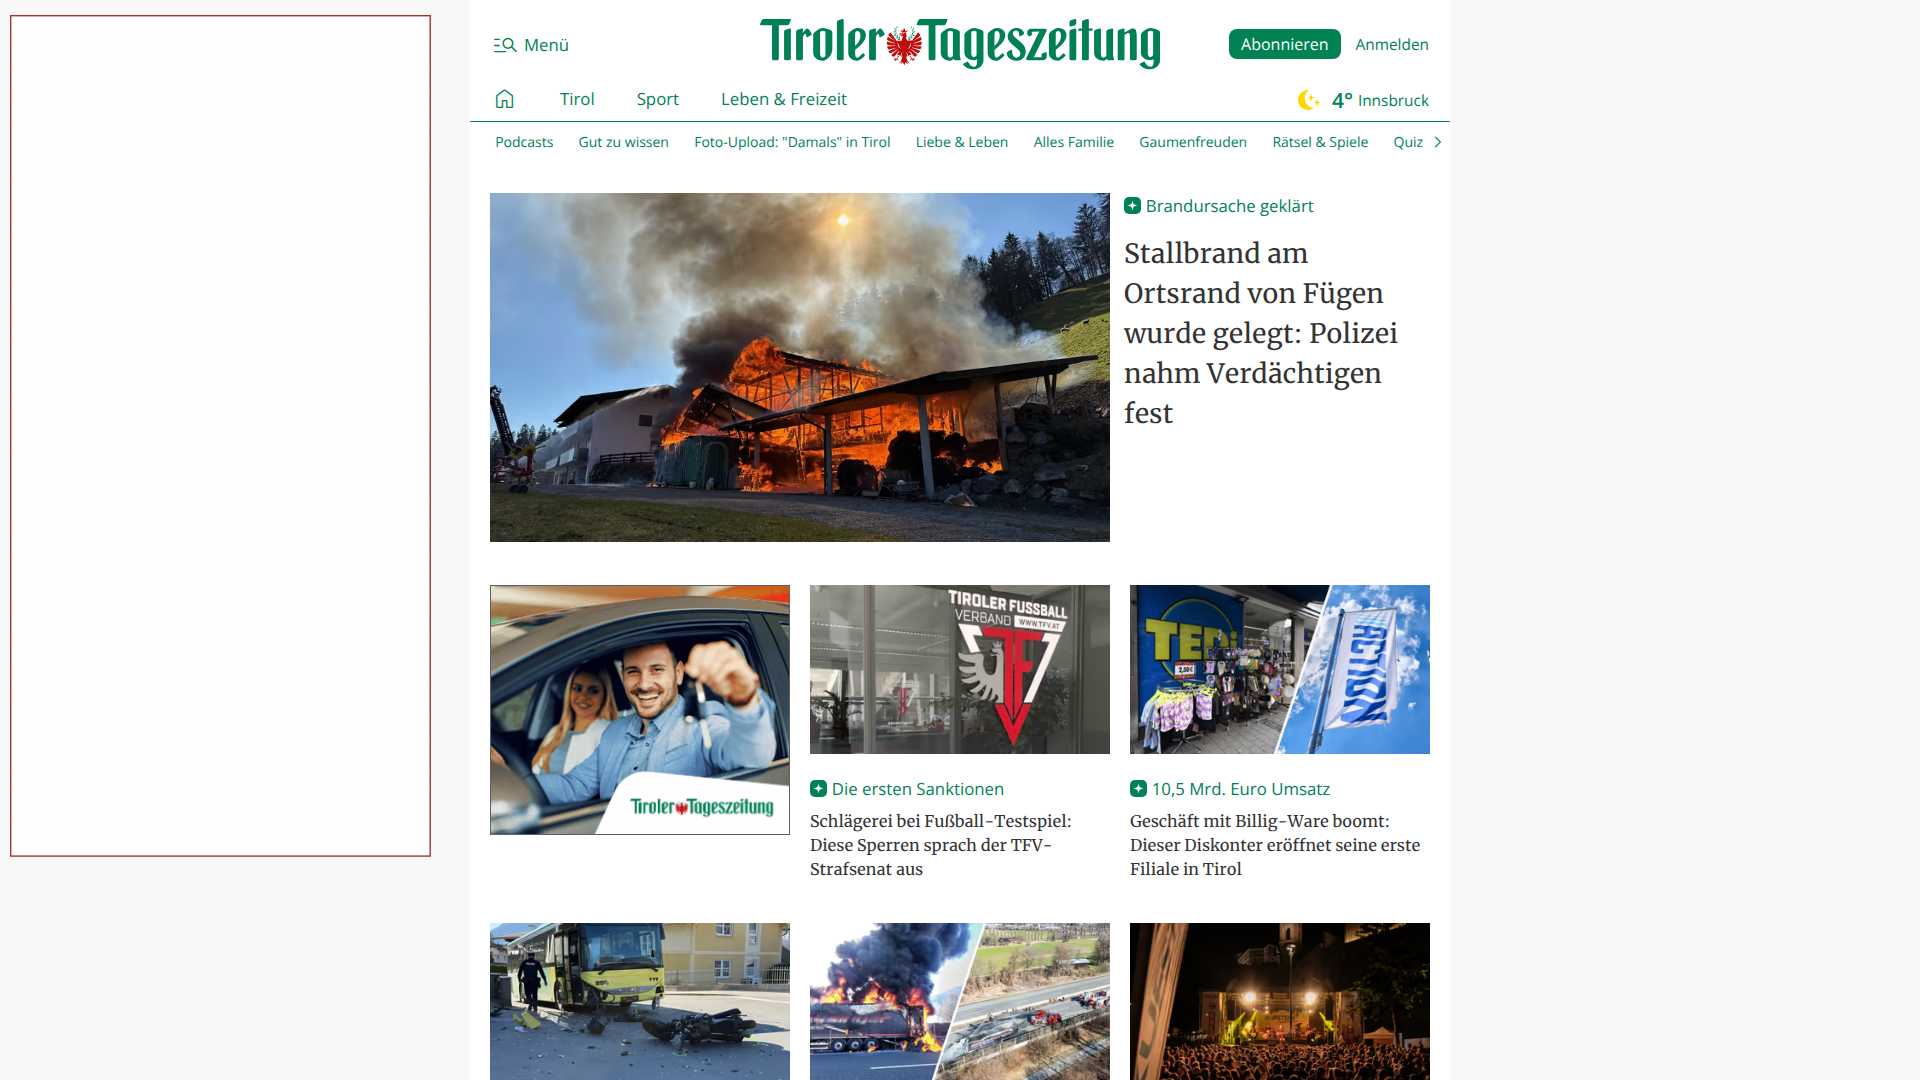 Menü
Tiroler Tageszeitung
Abonnieren
Anmelden
Tirol
Sport
Leben & Freizeit
4° Innsbruck
Podcasts
Gut zu wissen
Foto-Upload: "Damals" in Tirol
Liebe & Leben
Alles Familie
Gaumenfreuden
Rätsel & Spiele
Quiz
Brandursache geklärt
Stallbrand am
Ortsrand von Fügen
wurde gelegt: Polizei
nahm Verdächtigen
fest
Tiroler Tageszeitung
TIROLER FUSSBALL
VERBAND WWW.TFV.AT
TFV
Die ersten Sanktionen
Schlägerei bei Fußball-Testspiel:
Diese Sperren sprach der TFV-
Strafsenat aus
TEDi
ACTION
10,5 Mrd. Euro Umsatz
Geschäft mit Billig-Ware boomt:
Dieser Diskonter eröffnet seine erste
Filiale in Tirol